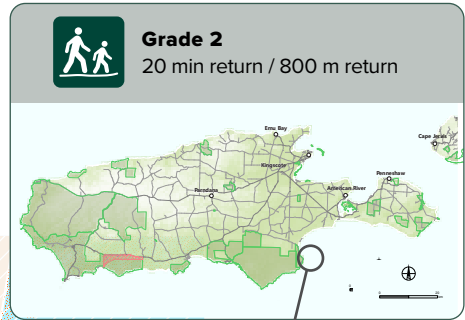 Grade 2
20 min return / 800 m return
Emu Bay
Cape Jervis
Kingscote
Penneshaw
Parndana
American River